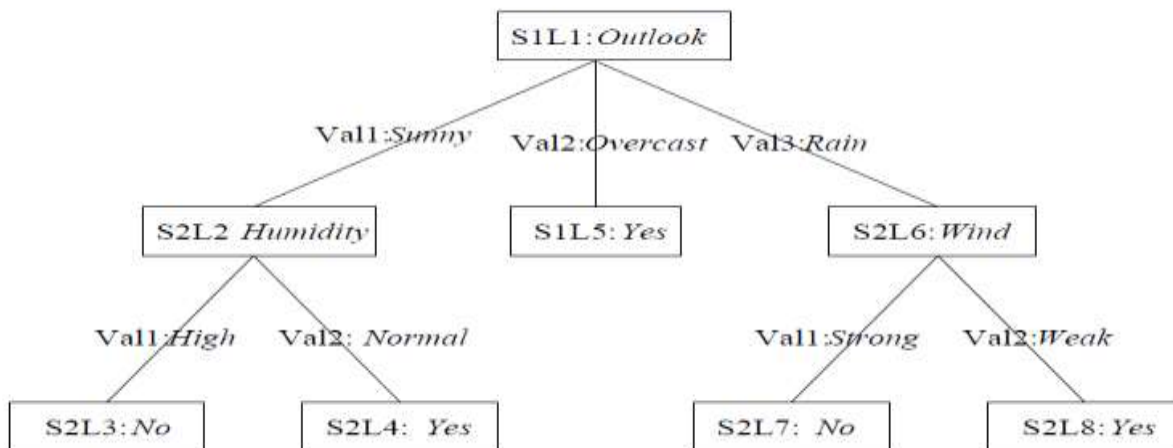 S1L1: Outlook
Val1:Sunny
Val2:Overcast
Val3:Rain
S2L2 Humidity
S1L5: Yes
S2L6: Wind
Val1:High
Val2: Normal
Val1:Strong
Val2:Weak
S2L3: No
S2L4: Yes
S2L7: No
S2L8: Yes